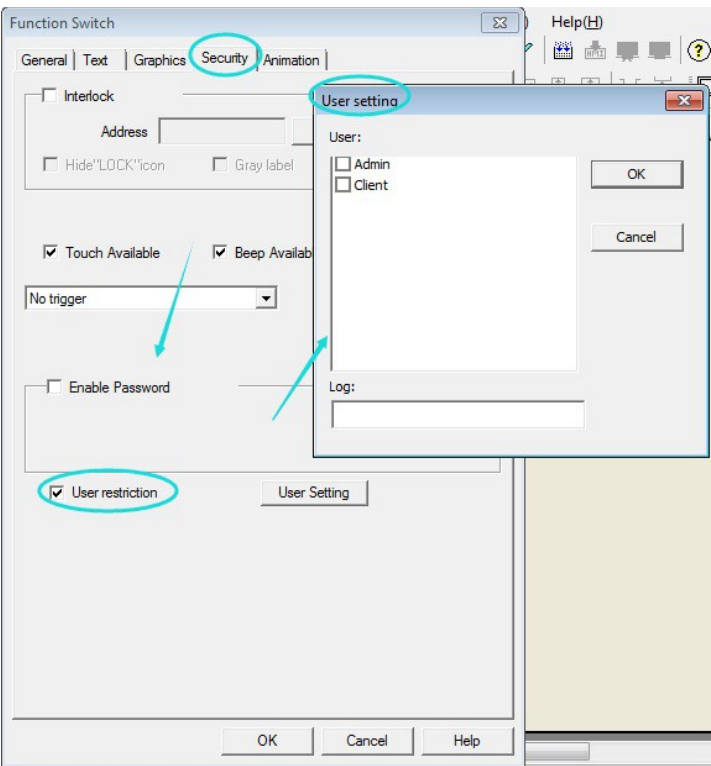 Function Switch
Help(H)
General Text Graphics Security Animation
Interlock
Address
Hide"LOCK"icon Gray label
Touch Available Beep Availab
No trigger
Enable Password
User restriction User Setting
OK Cancel Help
User setting
User:
Admin
Client
OK
Cancel
Log:
HMI